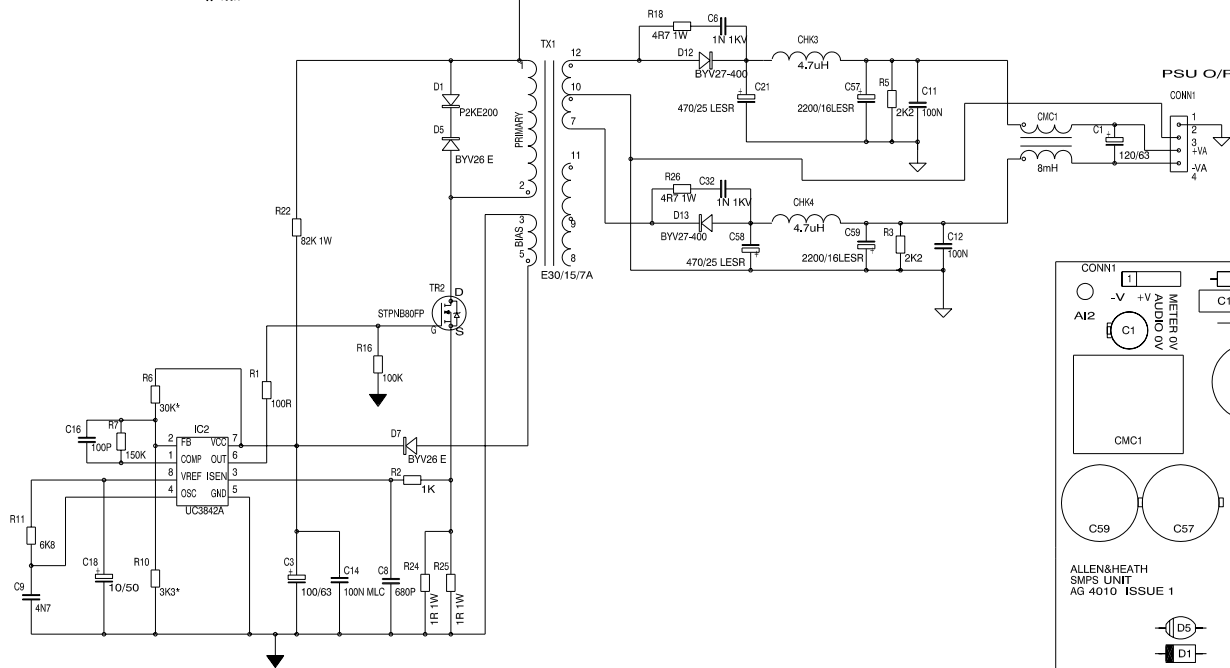 R18
4R7 1W
C6
1N 1KV
TX1
12
D12
BYV27-400
CHK3
4.7uH
PSU O/P
CONN1
D1
P2KE200
D5
BYV26 E
PRIMARY
1
2
10
7
11
C21
470/25 LESR
C57
2200/16LESR
R5
2K2
C11
100N
CMC1
8mH
C1
120/63
1
2
3
+VA
-VA
4
R22
82K 1W
3
BIAS
5
9
8
E30/15/7A
R26
4R7 1W
C32
1N 1KV
D13
BYV27-400
CHK4
4.7uH
C58
470/25 LESR
C59
2200/16LESR
R3
2K2
C12
100N
TR2
D
STPNB80FP
G
S
R16
100K
R1
100R
R6
30K*
C16
100P
R7
150K
IC2
2
FB
VCC
7
1
COMP
OUT
6
8
VREF
ISEN
3
4
OSC
GND
5
UC3842A
D7
BYV26 E
R2
1K
R11
6K8
C9
4N7
C18
10/50
R10
3K3*
C3
100/63
C14
100N MLC
C8
680P
R24
1R 1W
R25
1R 1W
CONN1
1
AI2
-V
+V
AUDIO 0V
METER 0V
C1
C1
CMC1
C59
C57
ALLEN&HEATH
SMPS UNIT
AG 4010 ISSUE 1
D5
D1